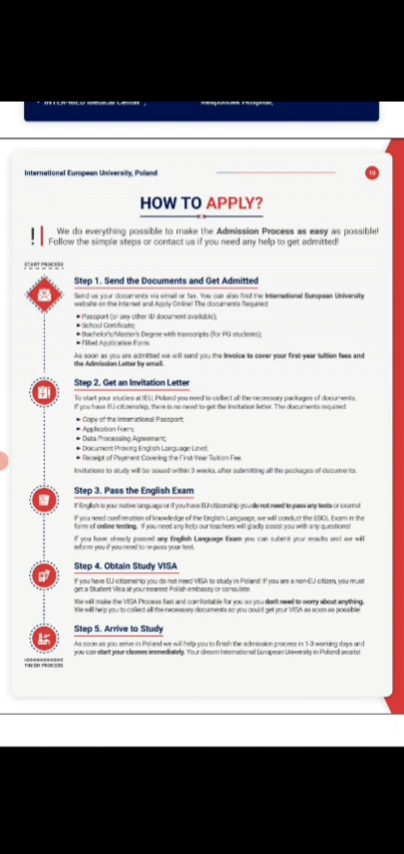 INTER-MED Medical Center ,
Hospital,
International European University, Poland
10
HOW TO APPLY?
We do everything possible to make the Admission Process as easy as possible!
Follow the simple steps or contact us if you need any help to get admitted!
START PROCESS
Step 1. Send the Documents and Get Admitted
Send us your documents via email or fax. You can also find the International European University
website on the internet and Apply Online! The documents Required:
Passport (or any other ID document available);
School Certificate;
Bachelor's/Master's Degree with transcripts (for PG students);
Filled Application Form.
As soon as you are admitted we will send you the Invoice to cover your first-year tuition fees and
the Admission Letter by email.
Step 2. Get an Invitation Letter
To start your studies at IEU, Poland you need to collect all the necessary packages of documents.
If you have EU citizenship, there is no need to get the invitation letter. The documents required:
Copy of the International Passport;
Application Form;
Data Processing Agreement;
Document Proving English Language Level;
Receipt of Payment Covering the First-Year Tuition Fee.
Invitations to study will be issued within 3 weeks, after submitting all the packages of documents.
Step 3. Pass the English Exam
If English is your native language or if you have EU citizenship you do not need to pass any tests or exams!
If you need confirmation of knowledge of the English Language, we will conduct the ESOL Exam in the
form of online testing. If you need any help our teachers will gladly assist you with any questions!
If you have already passed any English Language Exam you can submit your results and we will
inform you if you need to re-pass your test.
Step 4. Obtain Study VISA
If you have EU citizenship you do not need VISA to study in Poland! If you are a non-EU citizen, you must
get a Student Visa at your nearest Polish embassy or consulate.
We will make the VISA Process fast and comfortable for you so you don't need to worry about anything.
We will help you to collect all the necessary documents so you could get your VISA as soon as possible!
Step 5. Arrive to Study
As soon as you arrive in Poland we will help you to finish the admission process in 1-3 working days and
you can start your classes immediately. Your dream International European University in Poland awaits!
FINISH PROCESS